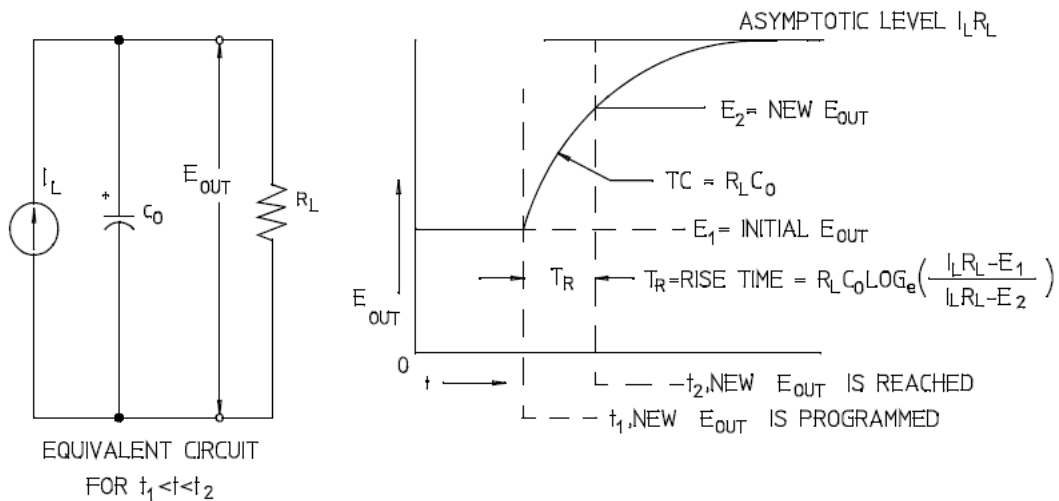 I_L
+
C_O
E_OUT
R_L
EQUIVALENT CIRCUIT
FOR t_1<t<t_2
ASYMPTOTIC LEVEL I_LR_L
E_2= NEW E_OUT
TC = R_LC_O
E_1= INITIAL E_OUT
T_R
T_R=RISE TIME = R_LC_OLOG_e(I_LR_L-E_1/I_LR_L-E_2)
E_OUT
0
t
t_2,NEW E_OUT IS REACHED
t_1,NEW E_OUT IS PROGRAMMED